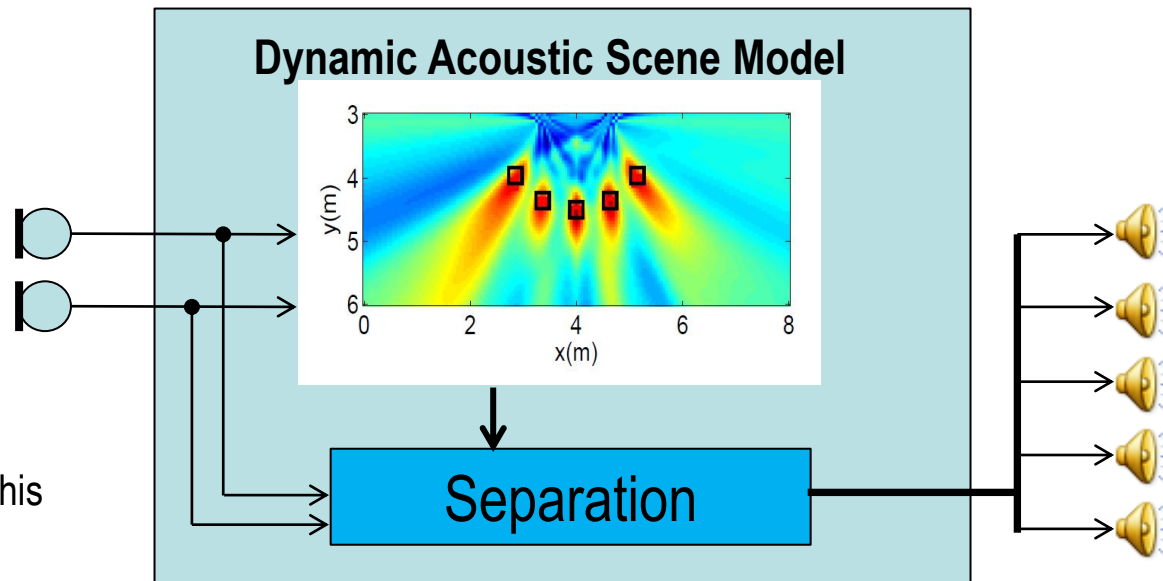 Dynamic Acoustic Scene Model
3
4
5
6
y(m)
0 2 4 6 8
x(m)
his
Separation